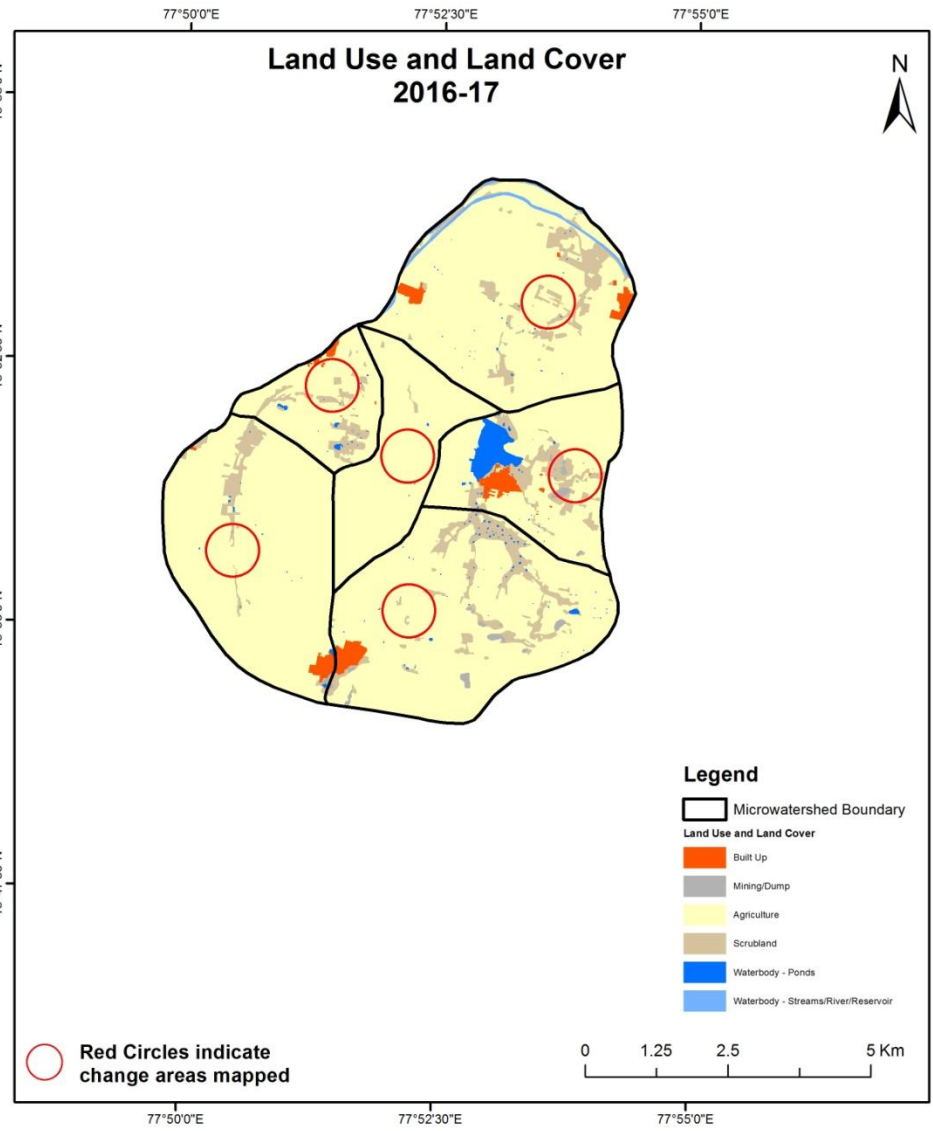 77°50'0"E
77°52'30"E
77°55'0"E
Land Use and Land Cover
2016-17
N
Legend
Microwatershed Boundary
Land Use and Land Cover
Built Up
Mining/Dump
Agriculture
Scrubland
Waterbody - Ponds
Waterbody - Streams/River/Reservoir
Red Circles indicate
change areas mapped
0 1.25 2.5 5 Km
77°50'0"E
77°52'30"E
77°55'0"E